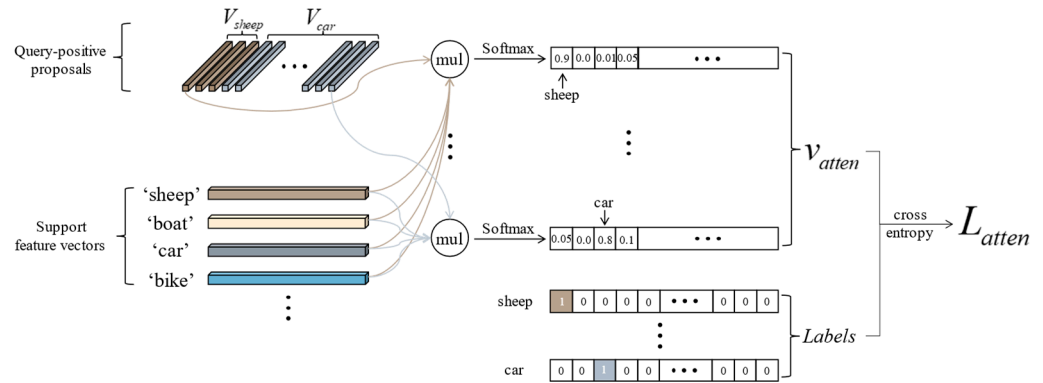 V_sheep V_car
Query-positive
proposals
mul
Softmax
0.9 0.0 0.01 0.05 •••
sheep
V_atten
'sheep'
'boat'
'car'
'bike'
Support
feature vectors
car
mul
Softmax
0.05 0.0 0.8 0.1 •••
cross
entropy
L_atten
sheep 1 0 0 0 0 ••• 0 0 0
Labels
car 0 0 1 0 0 ••• 0 0 0